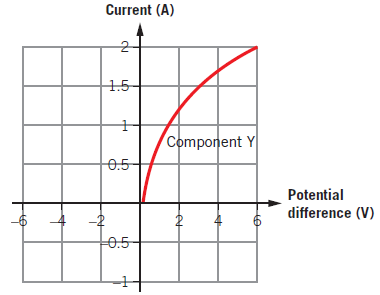 Current (A)
2
1.5
1
Component Y
0.5
Potential
difference (V)
-6 -4 -2 2 4 6
-0.5
-1